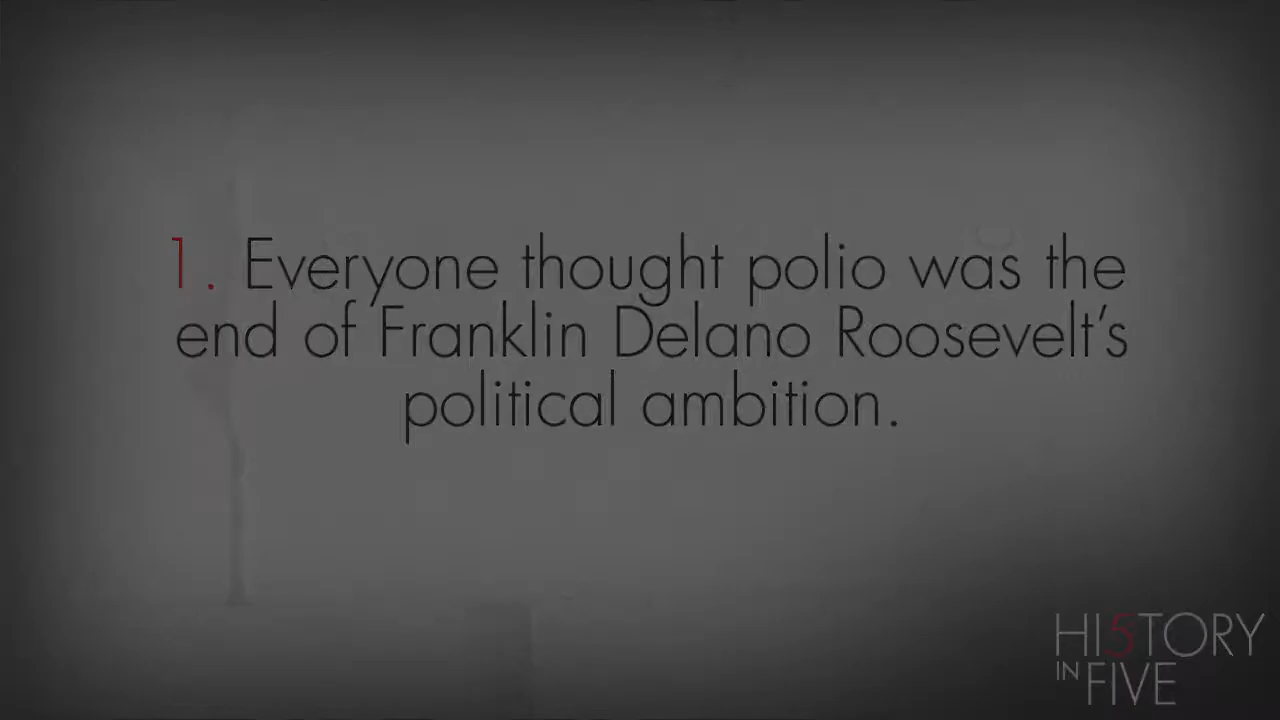 1. Everyone thought polio was the
end of Franklin Delano Roosevelt’s
political ambition.
HI5TORY
IN FIVE